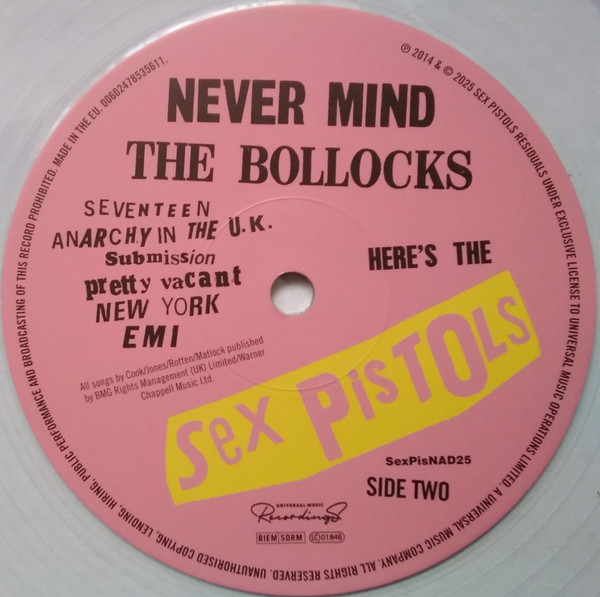 NEVER MIND
THE BOLLOCKS
SEVENTEEN
ANARCHY IN THE U.K.
Submission
pretty vacant
NEW YORK
EMI
HERE'S THE
Sex PisTOLs
All songs by Cook/Jones/Rotten/Matlock published
by BMG Rights Management (UK) Limited/Warner
Chappell Music Ltd.
SexPisNAD25
SIDE TWO
UNIVERSAL MUSIC
Recordings
BIEM SDRM LC 01846
℗ 2014 & © 2025 SEX PISTOLS RESIDUALS UNDER EXCLUSIVE LICENSE TO UNIVERSAL MUSIC OPERATIONS LIMITED. A UNIVERSAL MUSIC COMPANY. ALL RIGHTS RESERVED. UNAUTHORISED COPYING, LENDING, HIRING, PUBLIC PERFORMANCE AND BROADCASTING OF THIS RECORD PROHIBITED. MADE IN THE EU. 00602478535611.